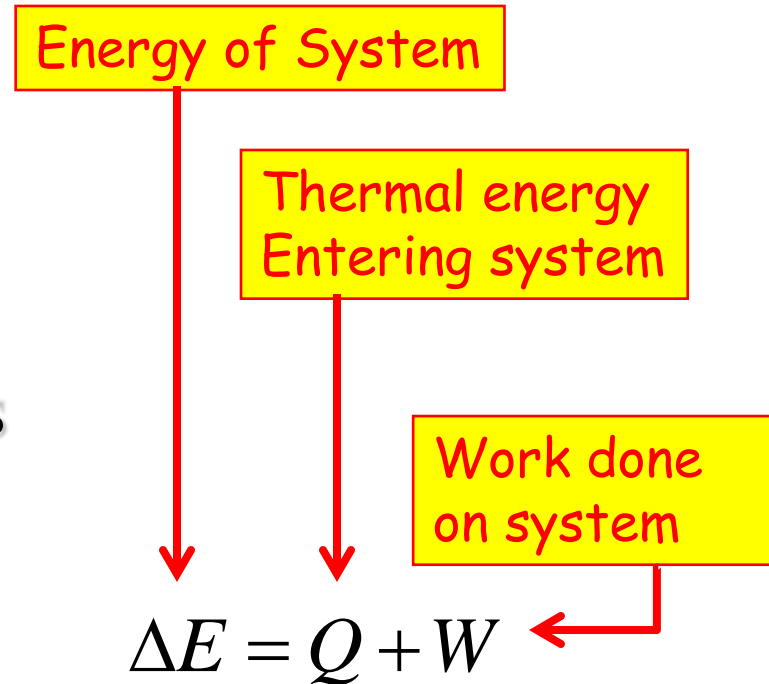 Energy of System
Thermal energy
Entering system
s
Work done
on system
ΔE = Q + W